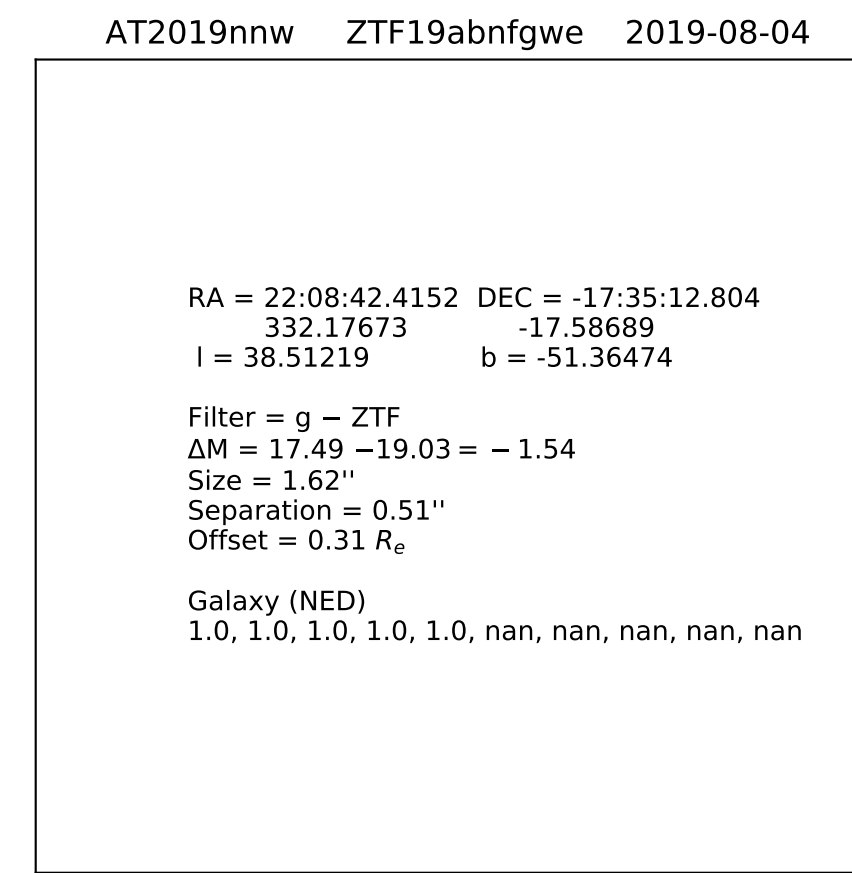 AT2019nnw ZTF19abnfgwe 2019-08-04
RA = 22:08:42.4152 DEC = -17:35:12.804
332.17673 -17.58689
l = 38.51219 b = -51.36474
Filter = g − ZTF
ΔM = 17.49 −19.03 = − 1.54
Size = 1.62''
Separation = 0.51''
Offset = 0.31 Re
Galaxy (NED)
1.0, 1.0, 1.0, 1.0, 1.0, nan, nan, nan, nan, nan